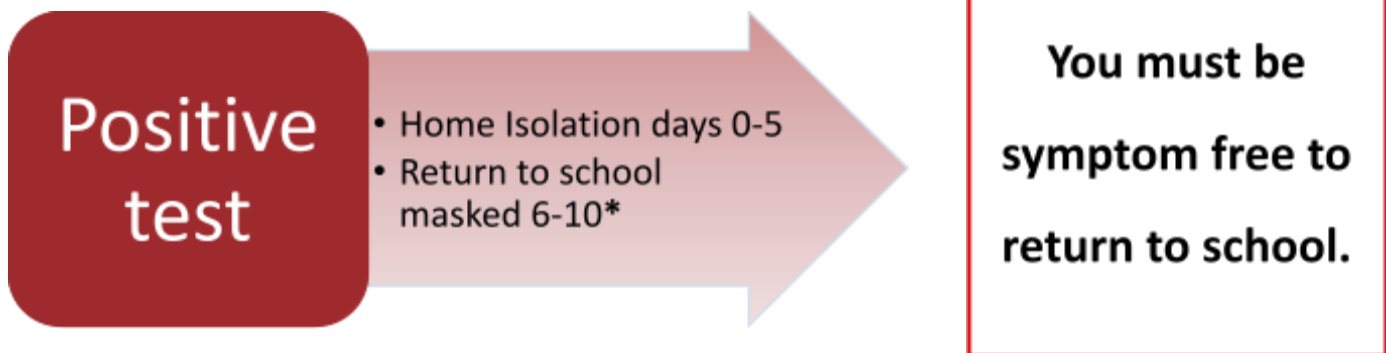 Positive
test
• Home Isolation days 0-5
• Return to school
masked 6-10*
You must be
symptom free to
return to school.